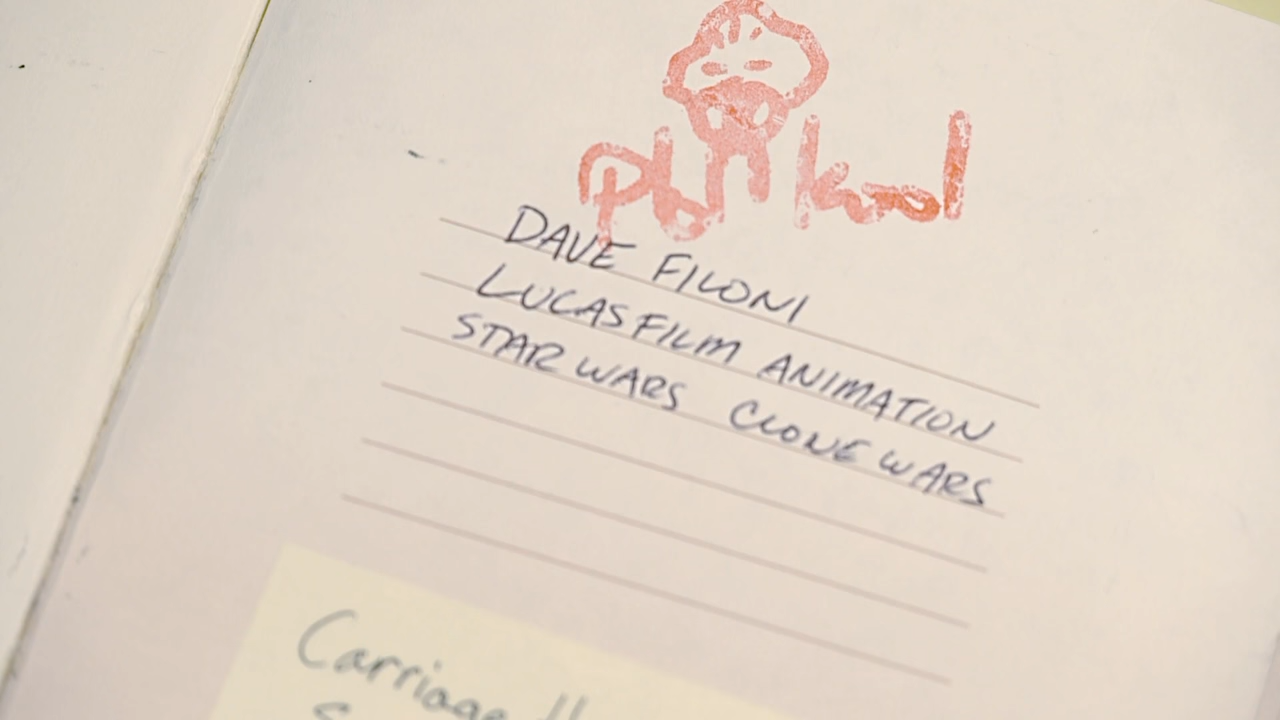 DAVE FILONI
LUCASFILM ANIMATION
STAR WARS CLONE WARS
Carriage